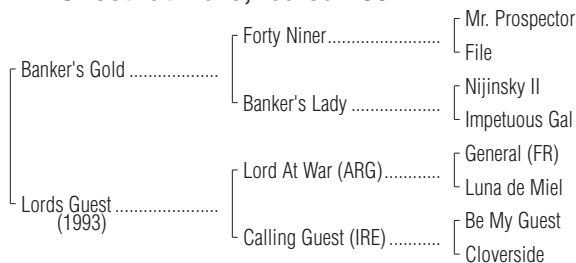 Banker's Gold ....................
Forty Niner.........................
Mr. Prospector
File
Banker's Lady ....................
Nijinsky II
Impetuous Gal
Lords Guest .......................
(1993)
Lord At War (ARG)............
General (FR)
Luna de Miel
Calling Guest (IRE) ...........
Be My Guest
Cloverside